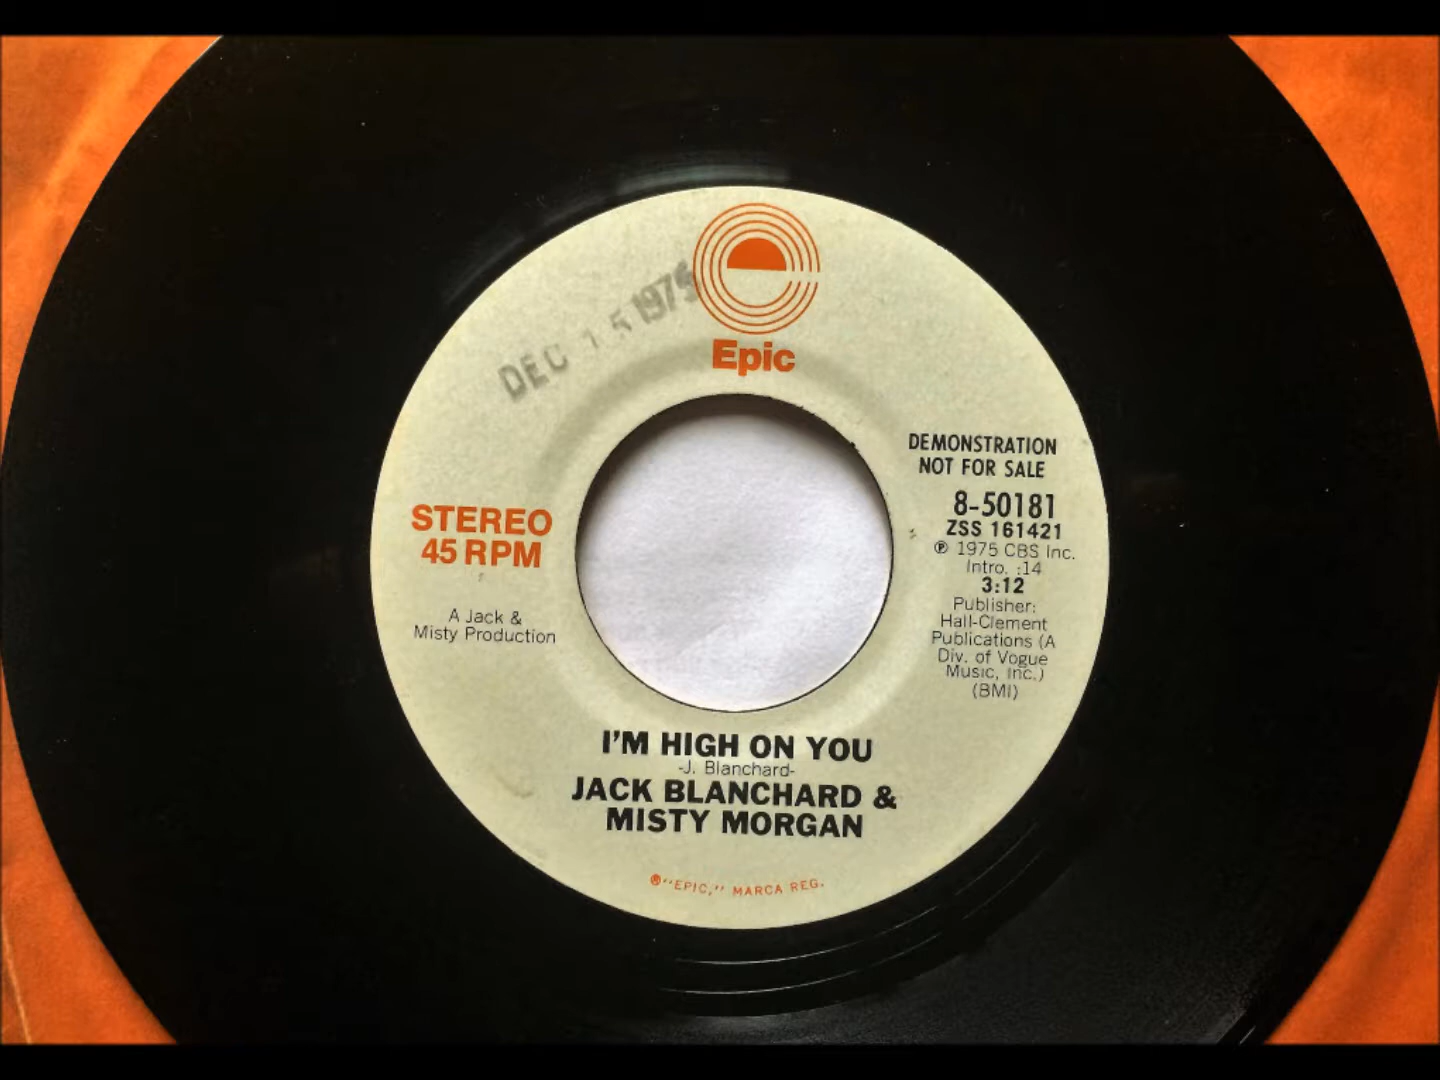 DEC 15 1975
Epic
DEMONSTRATION
NOT FOR SALE
8-50181
ZSS 161421
℗ 1975 CBS Inc.
Intro. :14
3:12
Publisher:
Hall-Clement
Publications (A
Div. of Vogue
Music, Inc.)
(BMI)
STEREO
45 RPM
A Jack &
Misty Production
I'M HIGH ON YOU
-J. Blanchard-
JACK BLANCHARD &
MISTY MORGAN
®"EPIC," MARCA REG.